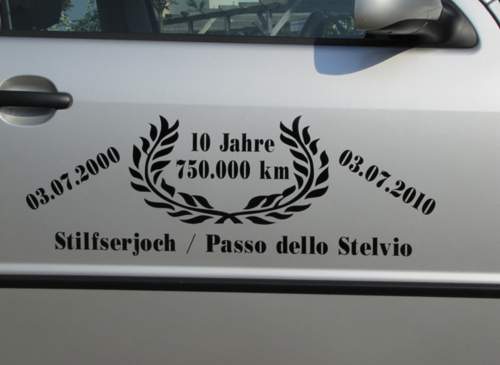 10 Jahre
750.000 km
03.07.2000
03.07.2010
Stilfserjoch / Passo dello Stelvio